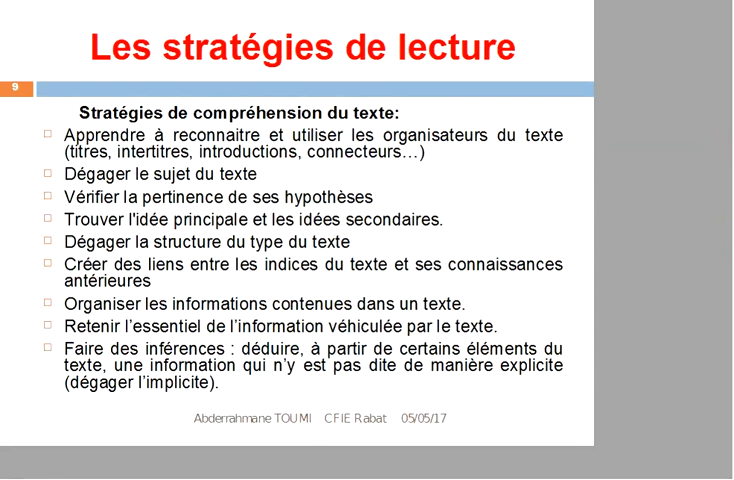 Les stratégies de lecture
9
Stratégies de compréhension du texte:
Apprendre à reconnaitre et utiliser les organisateurs du texte
(titres, intertitres, introductions, connecteurs…)
Dégager le sujet du texte
Vérifier la pertinence de ses hypothèses
Trouver l'idée principale et les idées secondaires.
Dégager la structure du type du texte
Créer des liens entre les indices du texte et ses connaissances
antérieures
Organiser les informations contenues dans un texte.
Retenir l’essentiel de l’information véhiculée par le texte.
Faire des inférences : déduire, à partir de certains éléments du
texte, une information qui n’y est pas dite de manière explicite
(dégager l’implicite).
Abderrahmane TOUMI CFIE Rabat 05/05/17